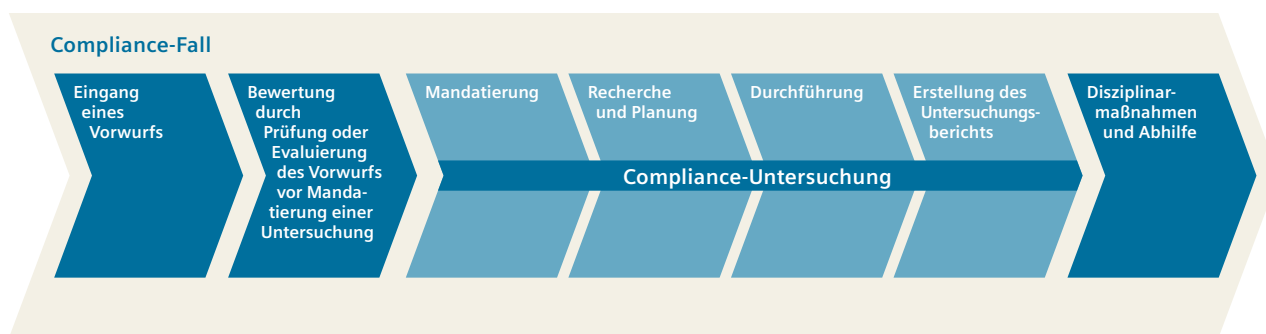 Compliance-Fall
Eingang
eines
Vorwurfs
Bewertung
durch
Prüfung oder
Evaluierung
des Vorwurfs
vor Manda-
tierung einer
Untersuchung
Mandatierung
Recherche
und Planung
Durchführung
Erstellung des
Untersuchungs-
berichts
Disziplinar-
maßnahmen
und Abhilfe
Compliance-Untersuchung